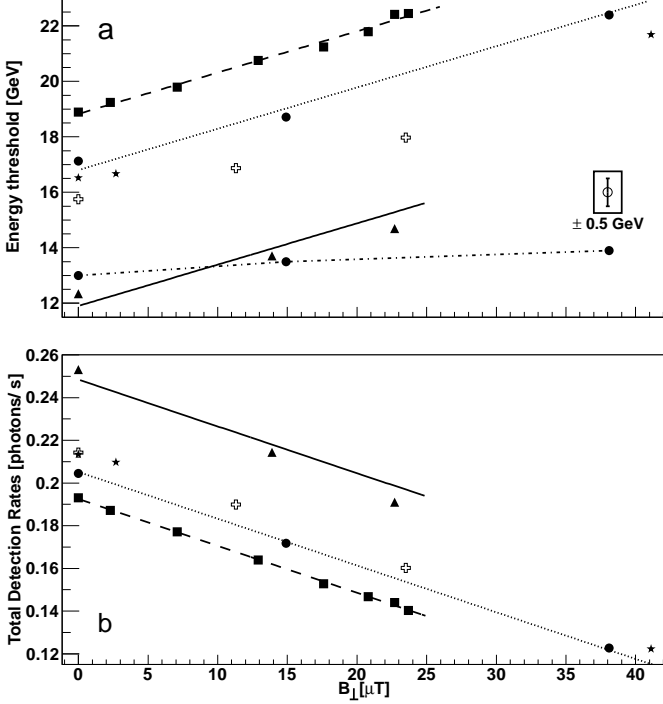 22
20
18
16
14
12
Energy threshold [GeV]
a
± 0.5 GeV
0.26
0.24
0.22
0.2
0.18
0.16
0.14
0.12
Total Detection Rates [photons/ s]
b
0 5 10 15 20 25 30 35 40
B⊥[μT]